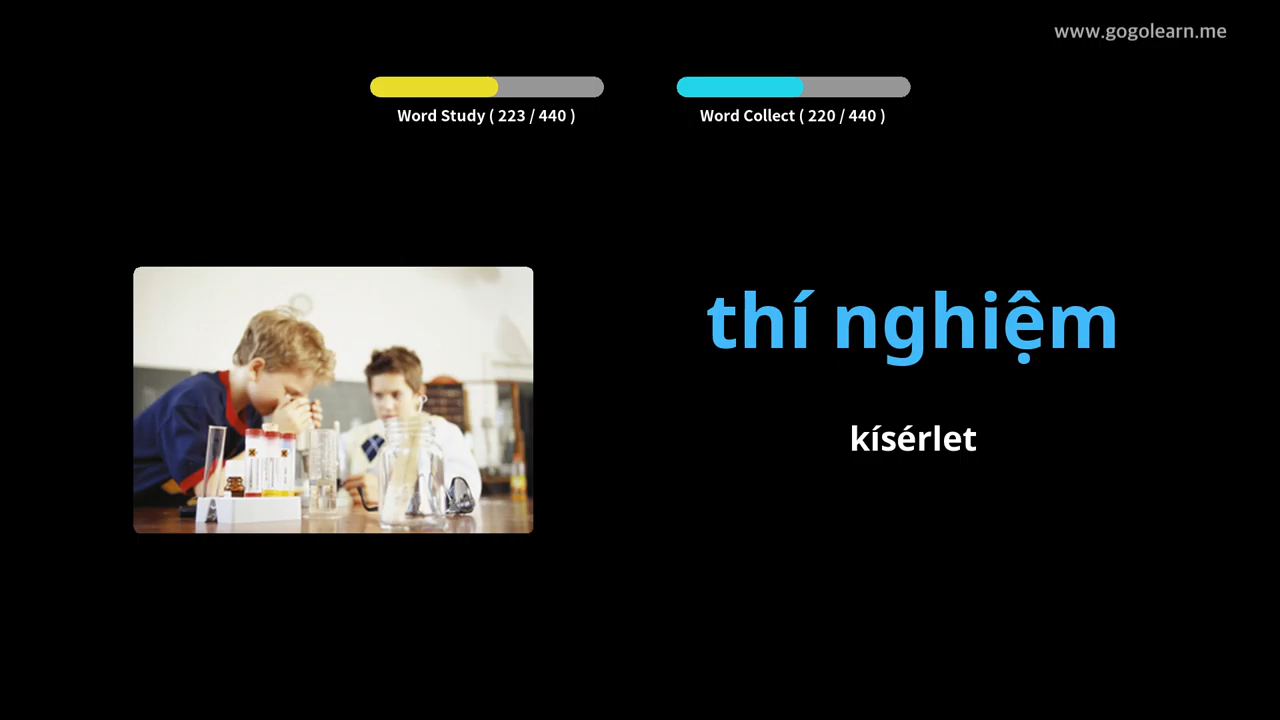 www.gogolearn.me
Word Study ( 223 / 440 )
Word Collect ( 220 / 440 )
thí nghiệm
kísérlet